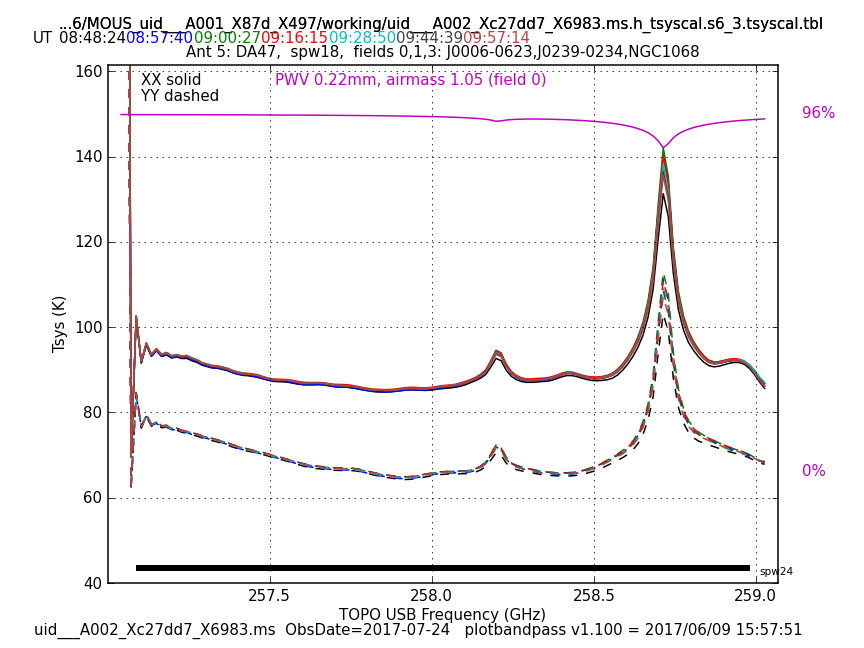 ...6/MOUS_uid___A001_X87d_X497/working/uid___A002_Xc27dd7_X6983.ms.h_tsyscal.s6_3.tsyscal.tbl
UT 08:48:24 08:57:40 09:00:27 09:16:15 09:28:50 09:44:39 09:57:14
Ant 5: DA47, spw18, fields 0,1,3: J0006-0623,J0239-0234,NGC1068
XX solid
PWV 0.22mm, airmass 1.05 (field 0)
YY dashed
96%
0%
160
140
120
100
80
60
40
Tsys (K)
spw24
257.5 258.0 258.5 259.0
TOPO USB Frequency (GHz)
uid___A002_Xc27dd7_X6983.ms ObsDate=2017-07-24 plotbandpass v1.100 = 2017/06/09 15:57:51